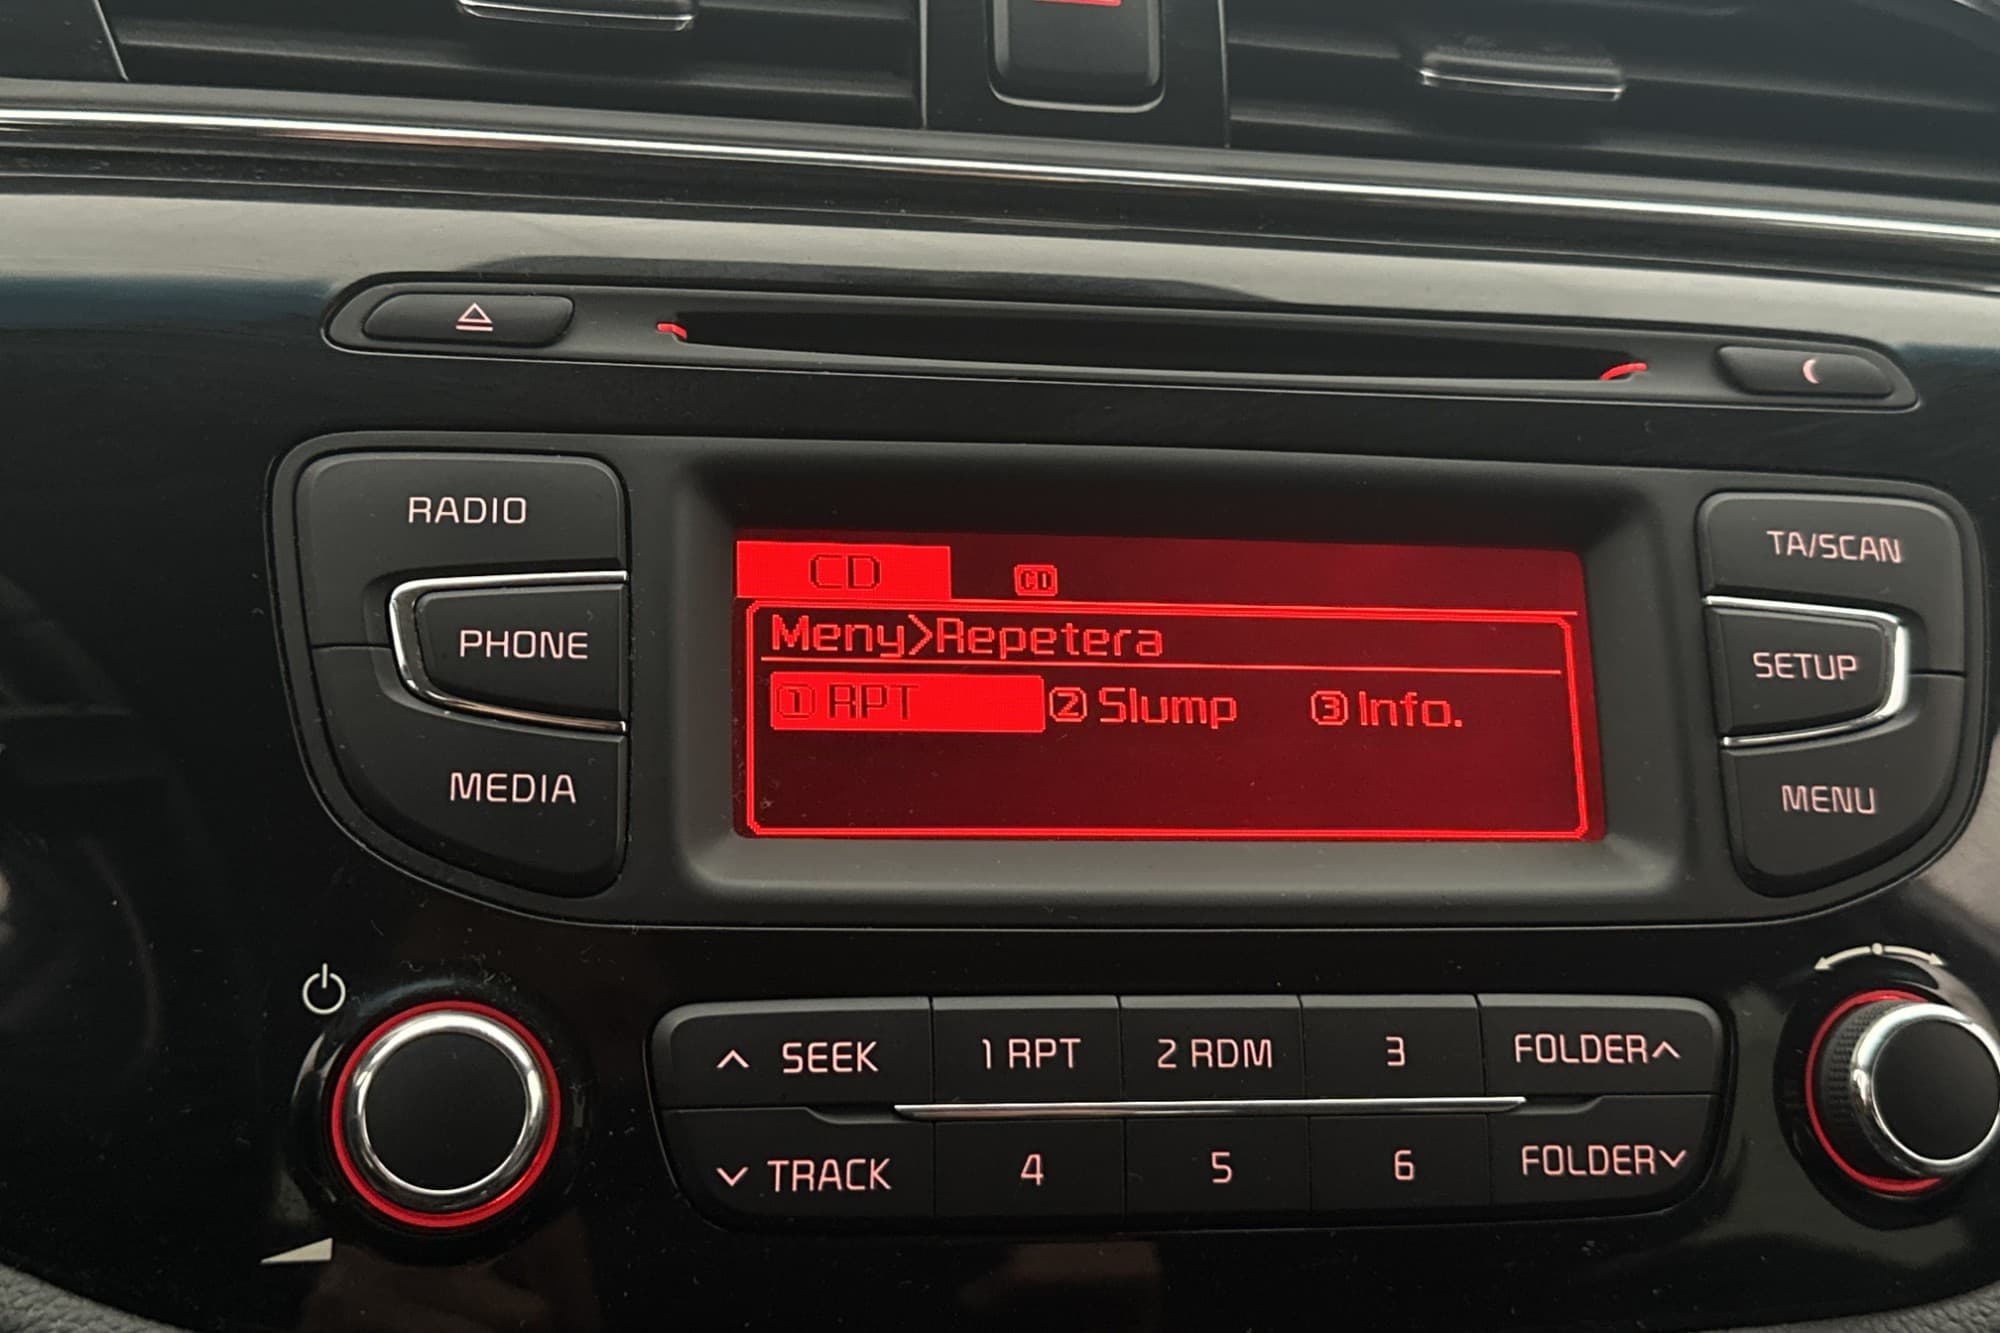 RADIO
PHONE
MEDIA
CD CD
Meny>Repetera
1 RPT 2 Slump 3 Info.
TA/SCAN
SETUP
MENU
SEEK 1 RPT 2 RDM 3 FOLDER
TRACK 4 5 6 FOLDER